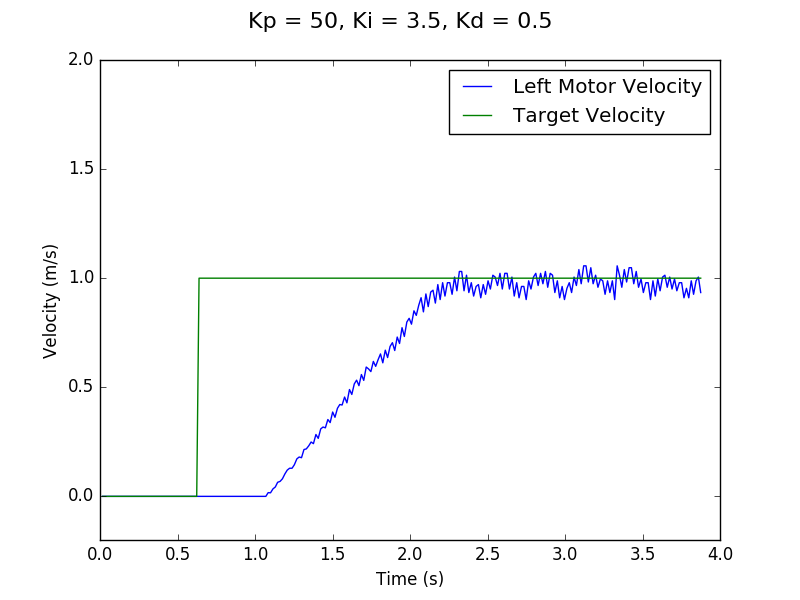 Kp = 50, Ki = 3.5, Kd = 0.5
2.0
1.5
1.0
0.5
0.0
Velocity (m/s)
Left Motor Velocity
Target Velocity
0.0 0.5 1.0 1.5 2.0 2.5 3.0 3.5 4.0
Time (s)